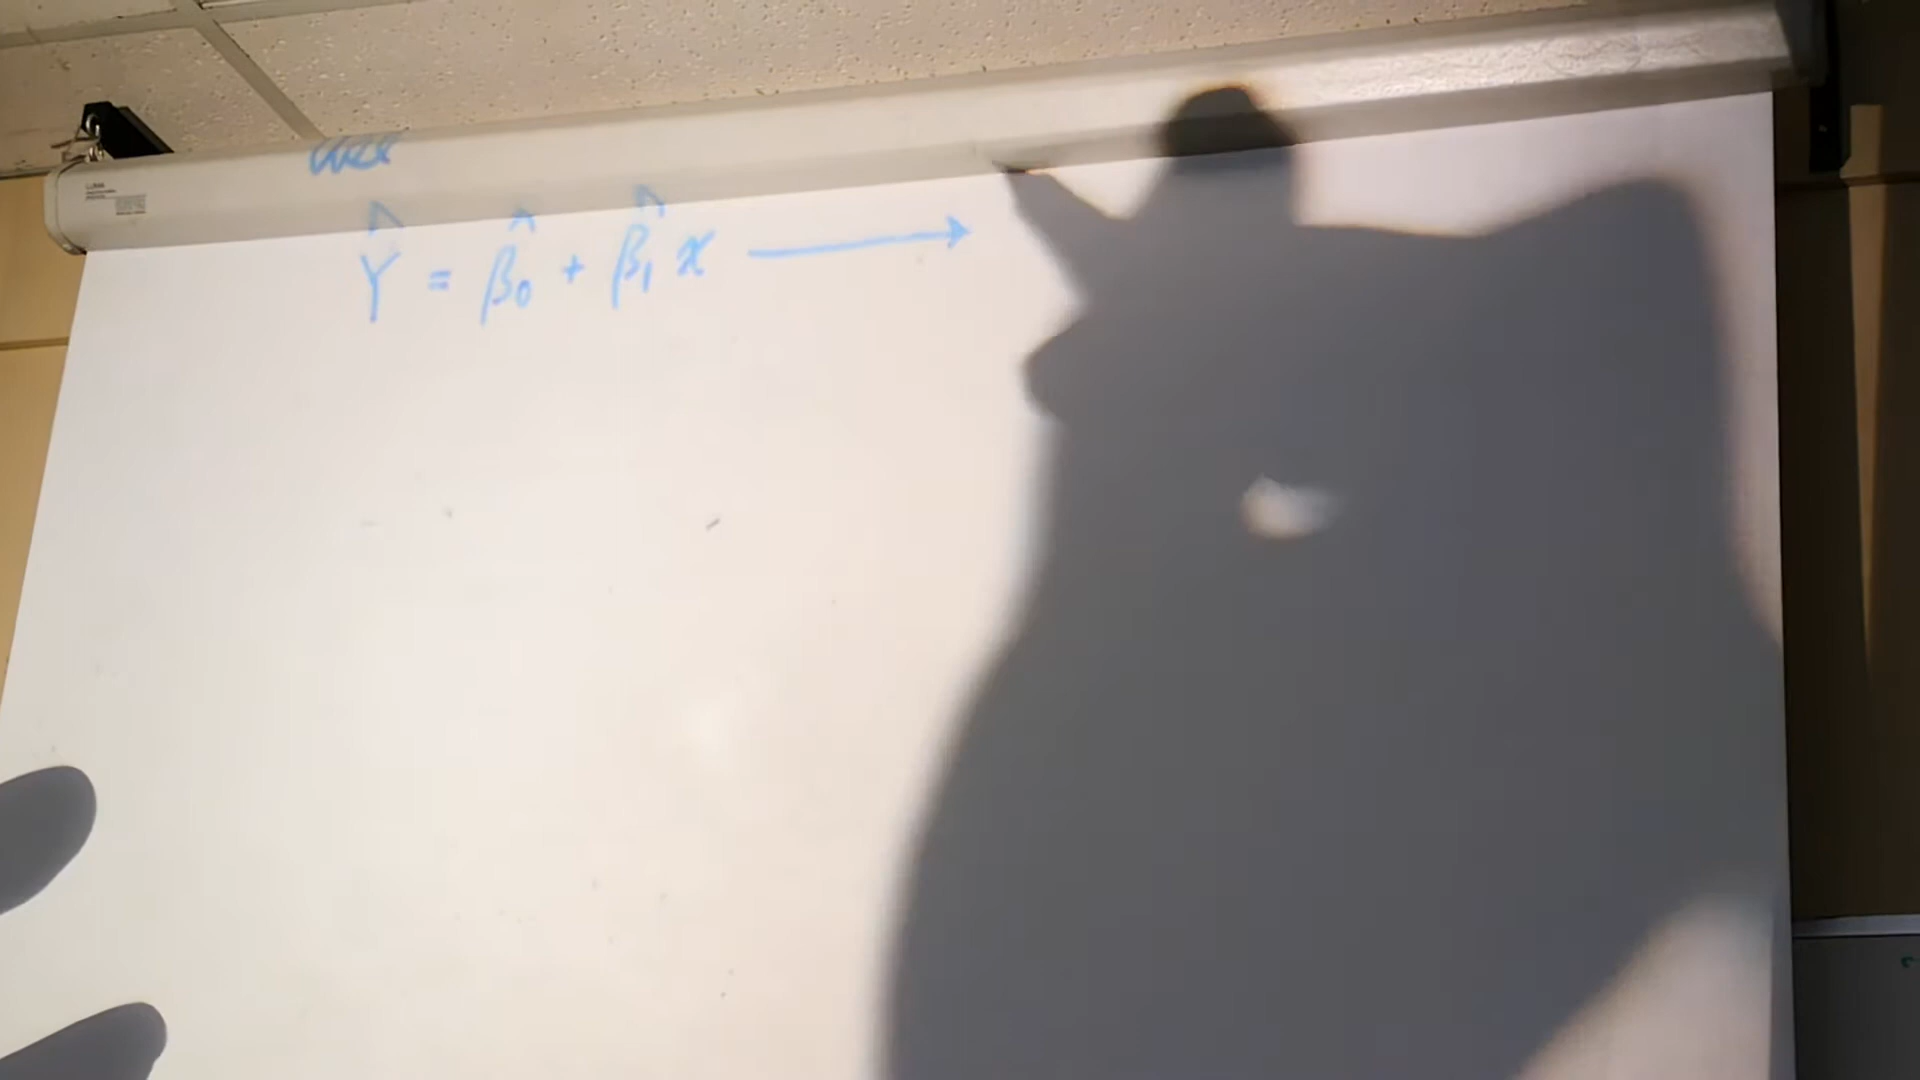 Ŷ = β̂₀ + β̂₁ x ⟶